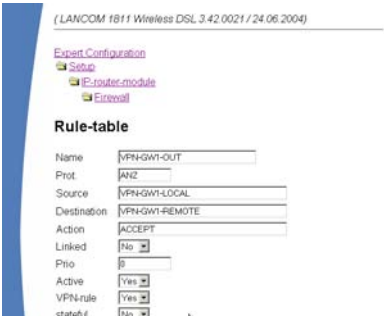 ( LANCOM 1811 Wireless DSL 3.42.0021 / 24.06.2004)
Expert Configuration
Setup
IP-router-module
Firewall
Rule-table
Name VPN-GW1-OUT
Prot. ANZ
Source VPN-GW1-LOCAL
Destination VPN-GW1-REMOTE
Action ACCEPT
Linked No
Prio 0
Active Yes
VPN-rule Yes
stateful No